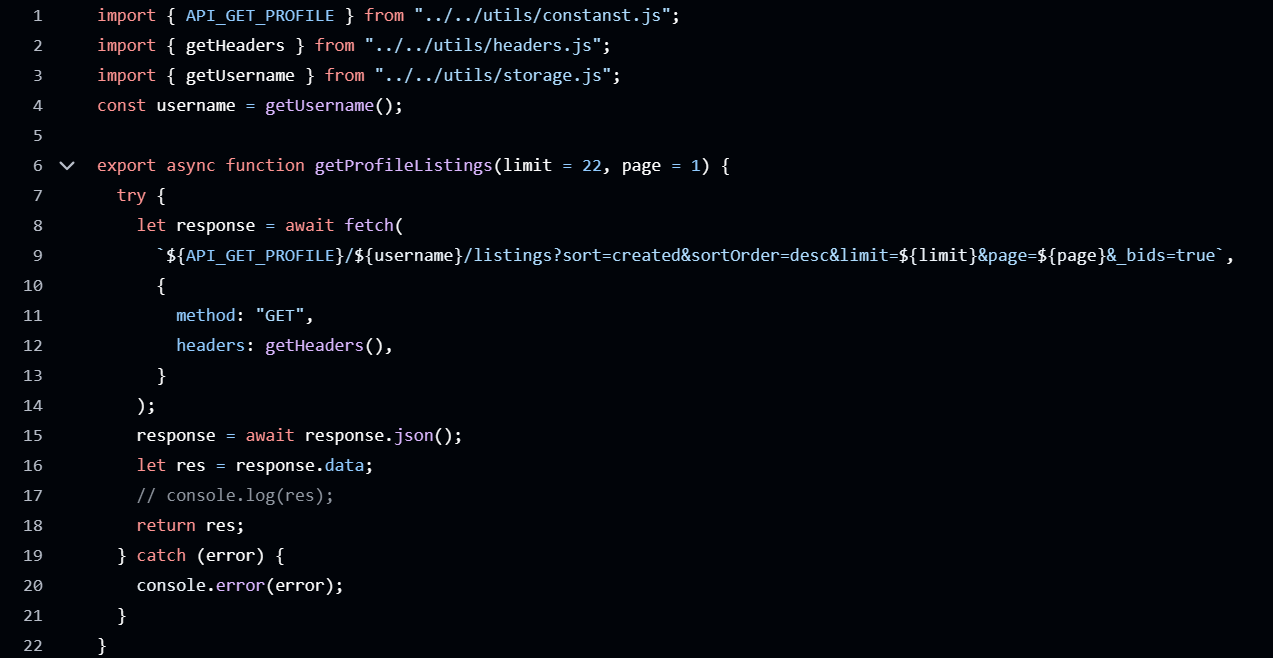 1 import { API_GET_PROFILE } from "../../utils/constanst.js";
2 import { getHeaders } from "../../utils/headers.js";
3 import { getUsername } from "../../utils/storage.js";
4 const username = getUsername();
5
6 export async function getProfileListings(limit = 22, page = 1) {
7 try {
8 let response = await fetch(
9 `${API_GET_PROFILE}/${username}/listings?sort=created&sortOrder=desc&limit=${limit}&page=${page}&_bids=true`,
10 {
11 method: "GET",
12 headers: getHeaders(),
13 }
14 );
15 response = await response.json();
16 let res = response.data;
17 // console.log(res);
18 return res;
19 } catch (error) {
20 console.error(error);
21 }
22 }